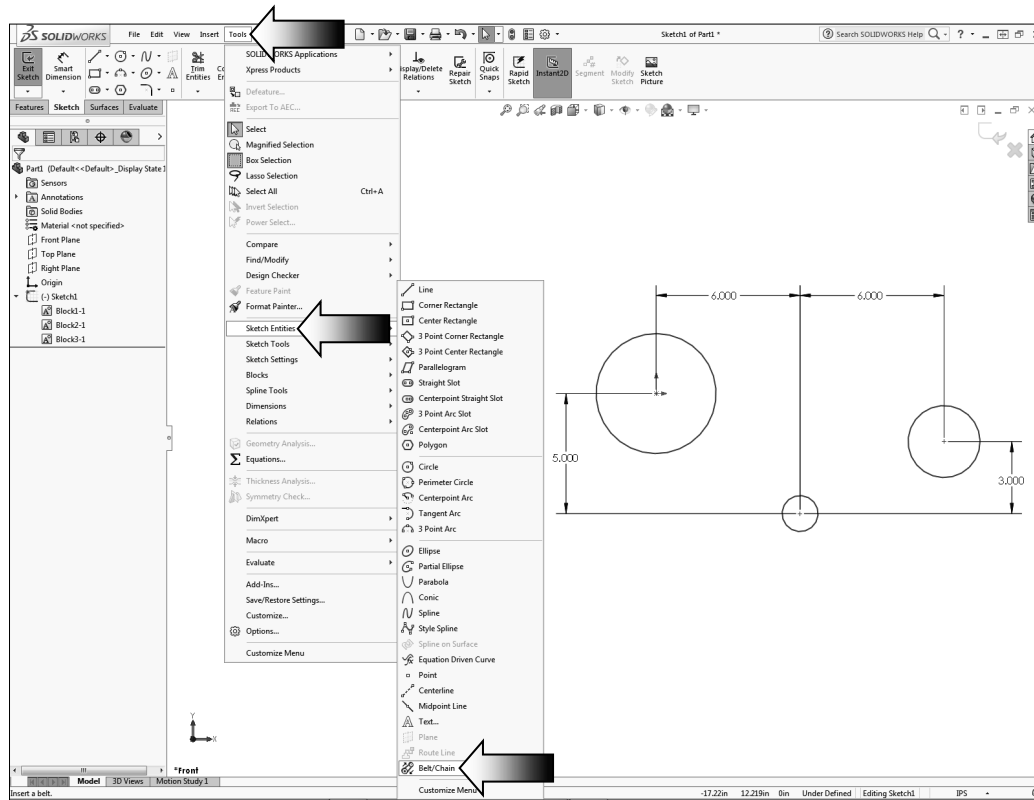 SOLIDWORKS File Edit View Insert Tools Sketch1 of Part1 * Search SOLIDWORKS Help
Exit Sketch
Smart Dimension
Trim Entities
Display/Delete Relations
Repair Sketch
Quick Snaps
Rapid Sketch
Instant2D
Segment
Modify Sketch
Sketch Picture
Features Sketch Surfaces Evaluate
Part1 (Default<<Default>_Display State
Sensors
Annotations
Solid Bodies
Material <not specified>
Front Plane
Top Plane
Right Plane
Origin
(-) Sketch1
Block1-1
Block2-1
Block3-1
SOLIDWORKS Applications
Xpress Products
Defeature...
Export To AEC...
Select
Magnified Selection
Box Selection
Lasso Selection
Select All Ctrl+A
Invert Selection
Power Select...
Compare
Find/Modify
Design Checker
Feature Paint
Format Painter...
Sketch Entities
Sketch Tools
Sketch Settings
Blocks
Spline Tools
Dimensions
Relations
Geometry Analysis...
Equations...
Thickness Analysis...
Symmetry Check...
DimXpert
Macro
Evaluate
Add-Ins...
Save/Restore Settings...
Customize...
Options...
Customize Menu
Line
Corner Rectangle
Center Rectangle
3 Point Corner Rectangle
3 Point Center Rectangle
Parallelogram
Straight Slot
Centerpoint Straight Slot
3 Point Arc Slot
Centerpoint Arc Slot
Polygon
Circle
Perimeter Circle
Centerpoint Arc
Tangent Arc
3 Point Arc
Ellipse
Partial Ellipse
Parabola
Conic
Spline
Style Spline
Spline on Surface
Equation Driven Curve
Point
Centerline
Midpoint Line
Text...
Plane
Route Line
Belt/Chain
Customize Menu
6.000 6.000
5.000
3.000
Y
X
*Front
Model 3D Views Motion Study 1
Insert a belt. -17.22in 12.219in 0in Under Defined Editing Sketch1 IPS